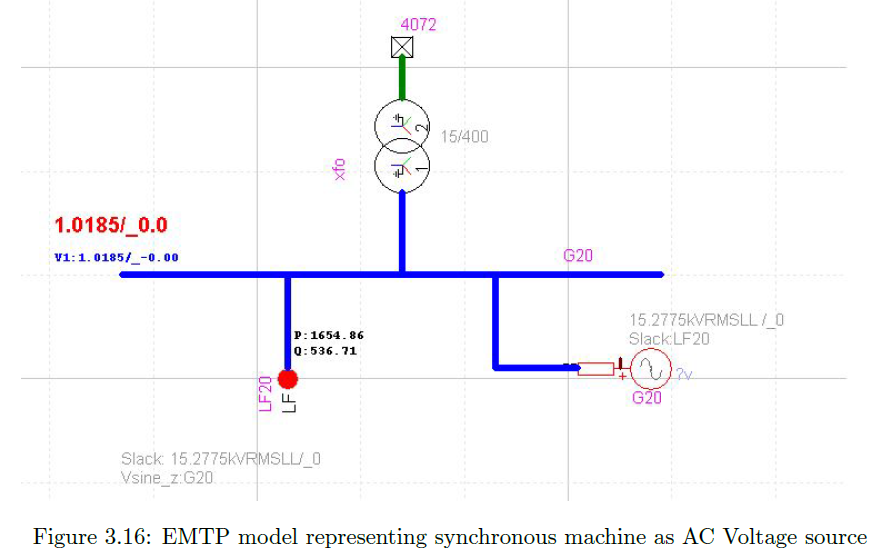 4072
2
15/400
xfo
1
1.0185/_0.0
V1:1.0185/_-0.00
G20
15.2775kVRMSLL /_0
Slack:LF20
P:1654.86
Q:536.71
+
?v
G20
LF20
LF
Slack: 15.2775kVRMSLL/_0
Vsine_z:G20
Figure 3.16: EMTP model representing synchronous machine as AC Voltage source